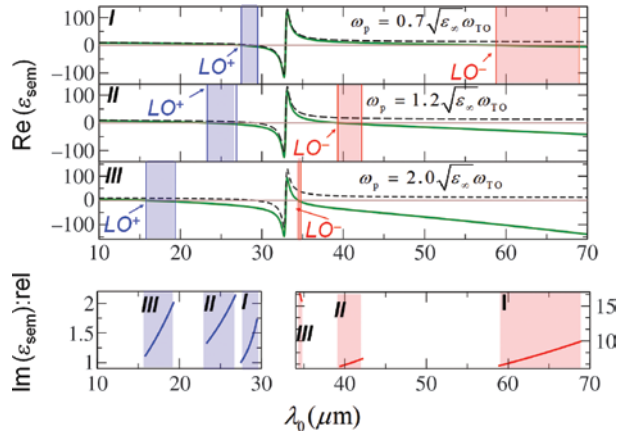 I
ω_p = 0.7√ε_∞ ω_TO
100
0
-100
LO⁺
LO⁻
II
LO⁺
ω_p = 1.2√ε_∞ ω_TO
100
0
-100
LO⁻
III
ω_p = 2.0√ε_∞ ω_TO
100
0
-100
LO⁺
LO⁻
Re(ε_sem)
10 20 30 40 50 60 70
2
1.5
1
III II I
III II I
15
10
Im(ε_sem):rel
10 15 20 25 30
40 50 60 70
λ₀(μm)